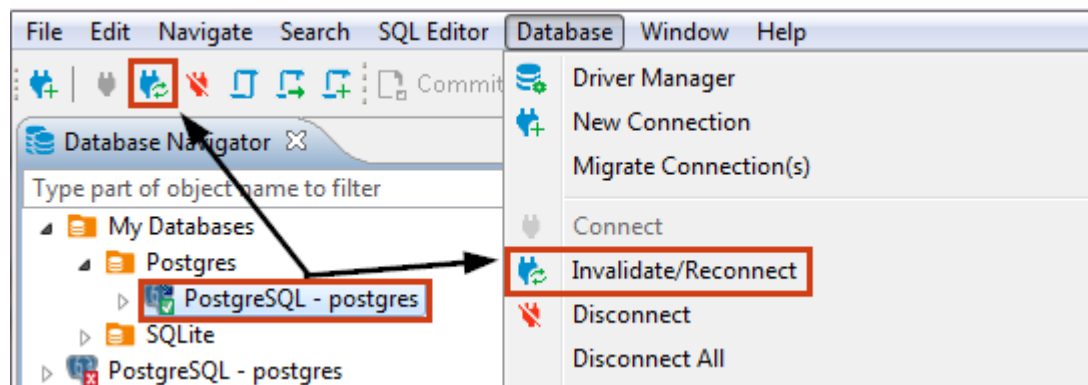 File Edit Navigate Search SQL Editor Database Window Help
Commit
Driver Manager
New Connection
Migrate Connection(s)
Connect
Invalidate/Reconnect
Disconnect
Disconnect All
Database Navigator
Type part of object name to filter
My Databases
Postgres
PostgreSQL - postgres
SQLite
PostgreSQL - postgres